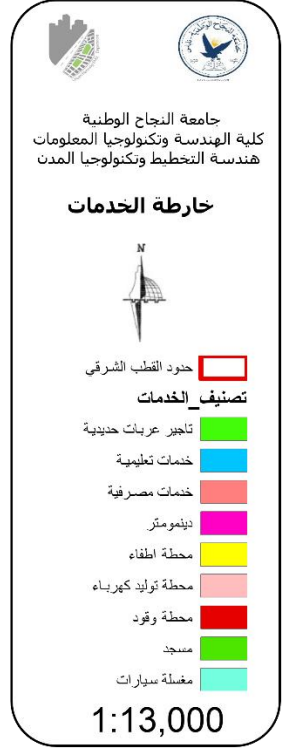 جامعة النجاح الوطنية
كلية الهندسة وتكنولوجيا المعلومات
هندسة التخطيط وتكنولوجيا المدن
خارطة الخدمات
N
حدود القطب الشرقي
تصنيف_الخدمات
تاجير عربات حديدية
خدمات تعليمية
خدمات مصرفية
دينمومتر
محطة اطفاء
محطة توليد كهرباء
محطة وقود
مسجد
مغسلة سيارات
1:13,000